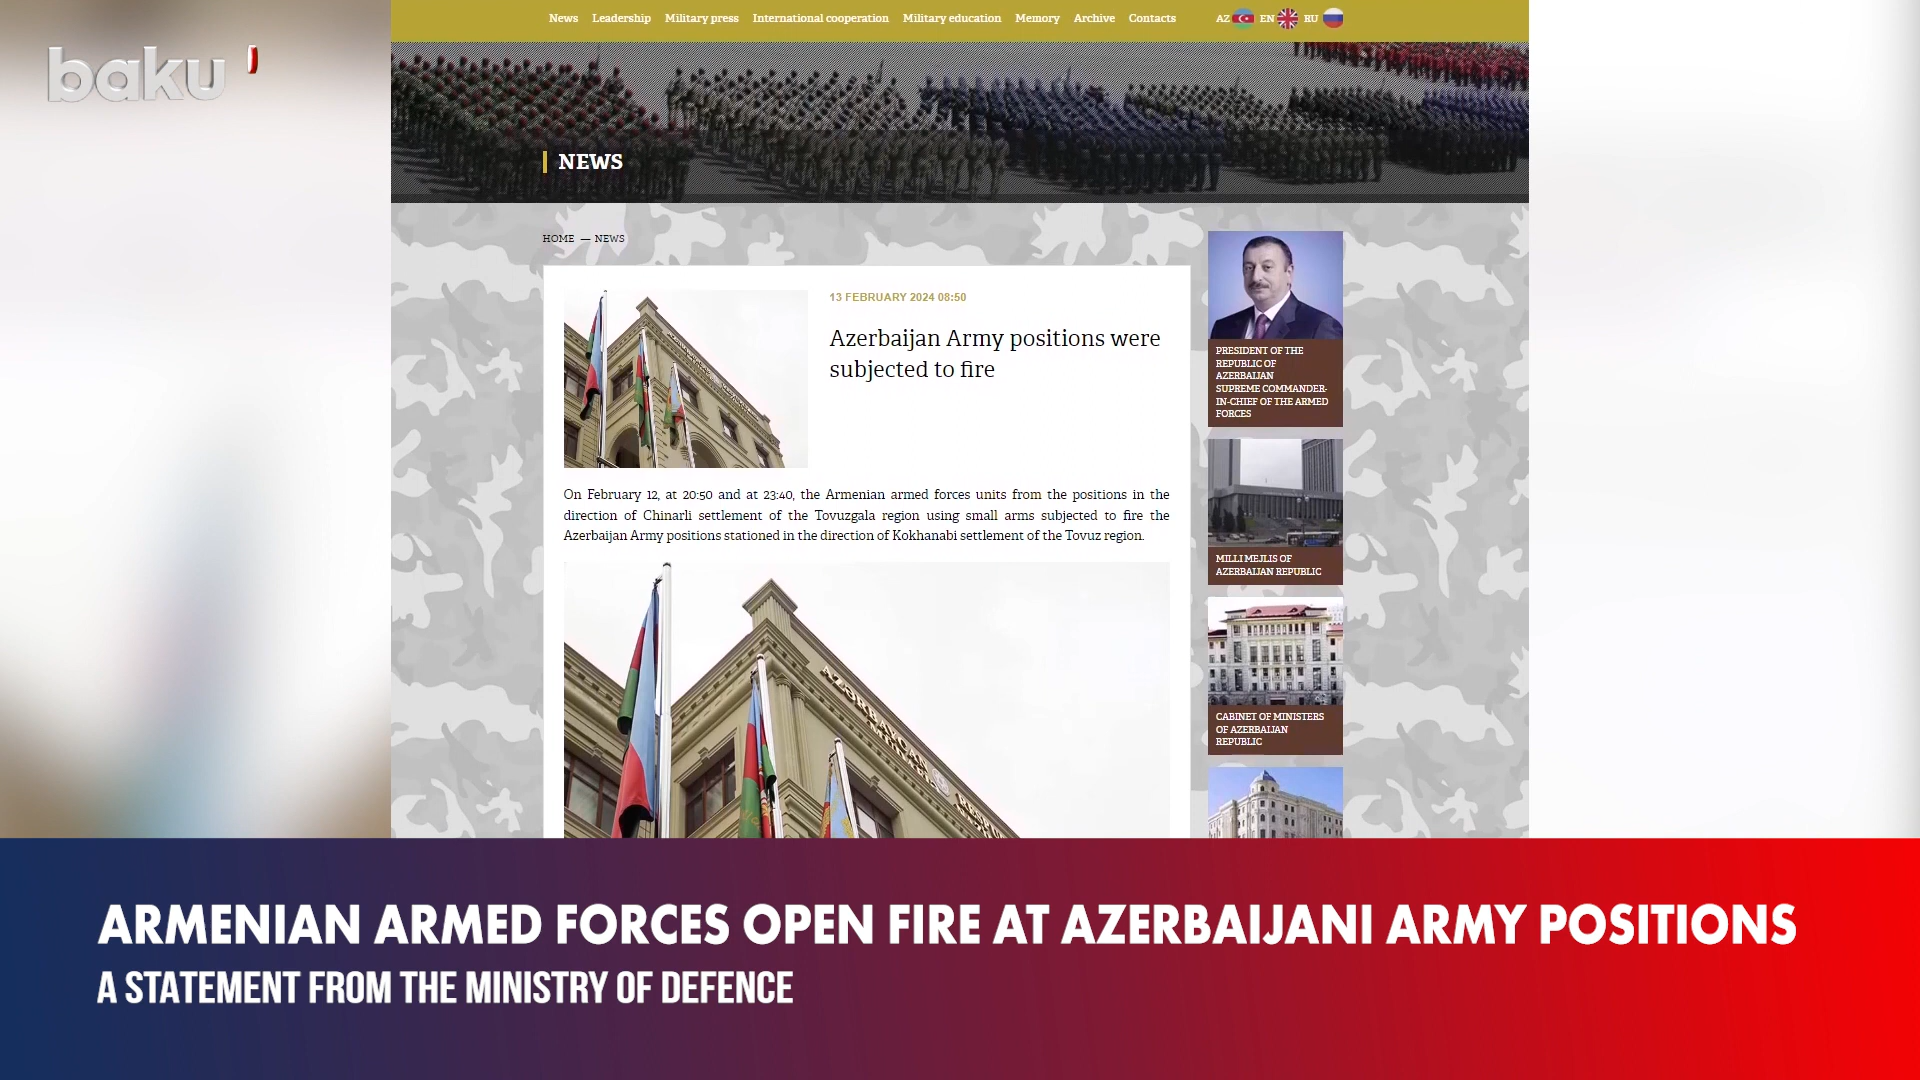 baku
News Leadership Military press International cooperation Military education Memory Archive Contacts AZ EN RU
NEWS
HOME — NEWS
13 FEBRUARY 2024 08:50
Azerbaijan Army positions were
subjected to fire
On February 12, at 20:50 and at 23:40, the Armenian armed forces units from the positions in the
direction of Chinarli settlement of the Tovuzgala region using small arms subjected to fire the
Azerbaijan Army positions stationed in the direction of Kokhanabi settlement of the Tovuz region.
PRESIDENT OF THE
REPUBLIC OF
AZERBAIJAN
SUPREME COMMANDER-
IN-CHIEF OF THE ARMED
FORCES
MILLI MEJLIS OF
AZERBAIJAN REPUBLIC
CABINET OF MINISTERS
OF AZERBAIJAN
REPUBLIC
ARMENIAN ARMED FORCES OPEN FIRE AT AZERBAIJANI ARMY POSITIONS
A STATEMENT FROM THE MINISTRY OF DEFENCE